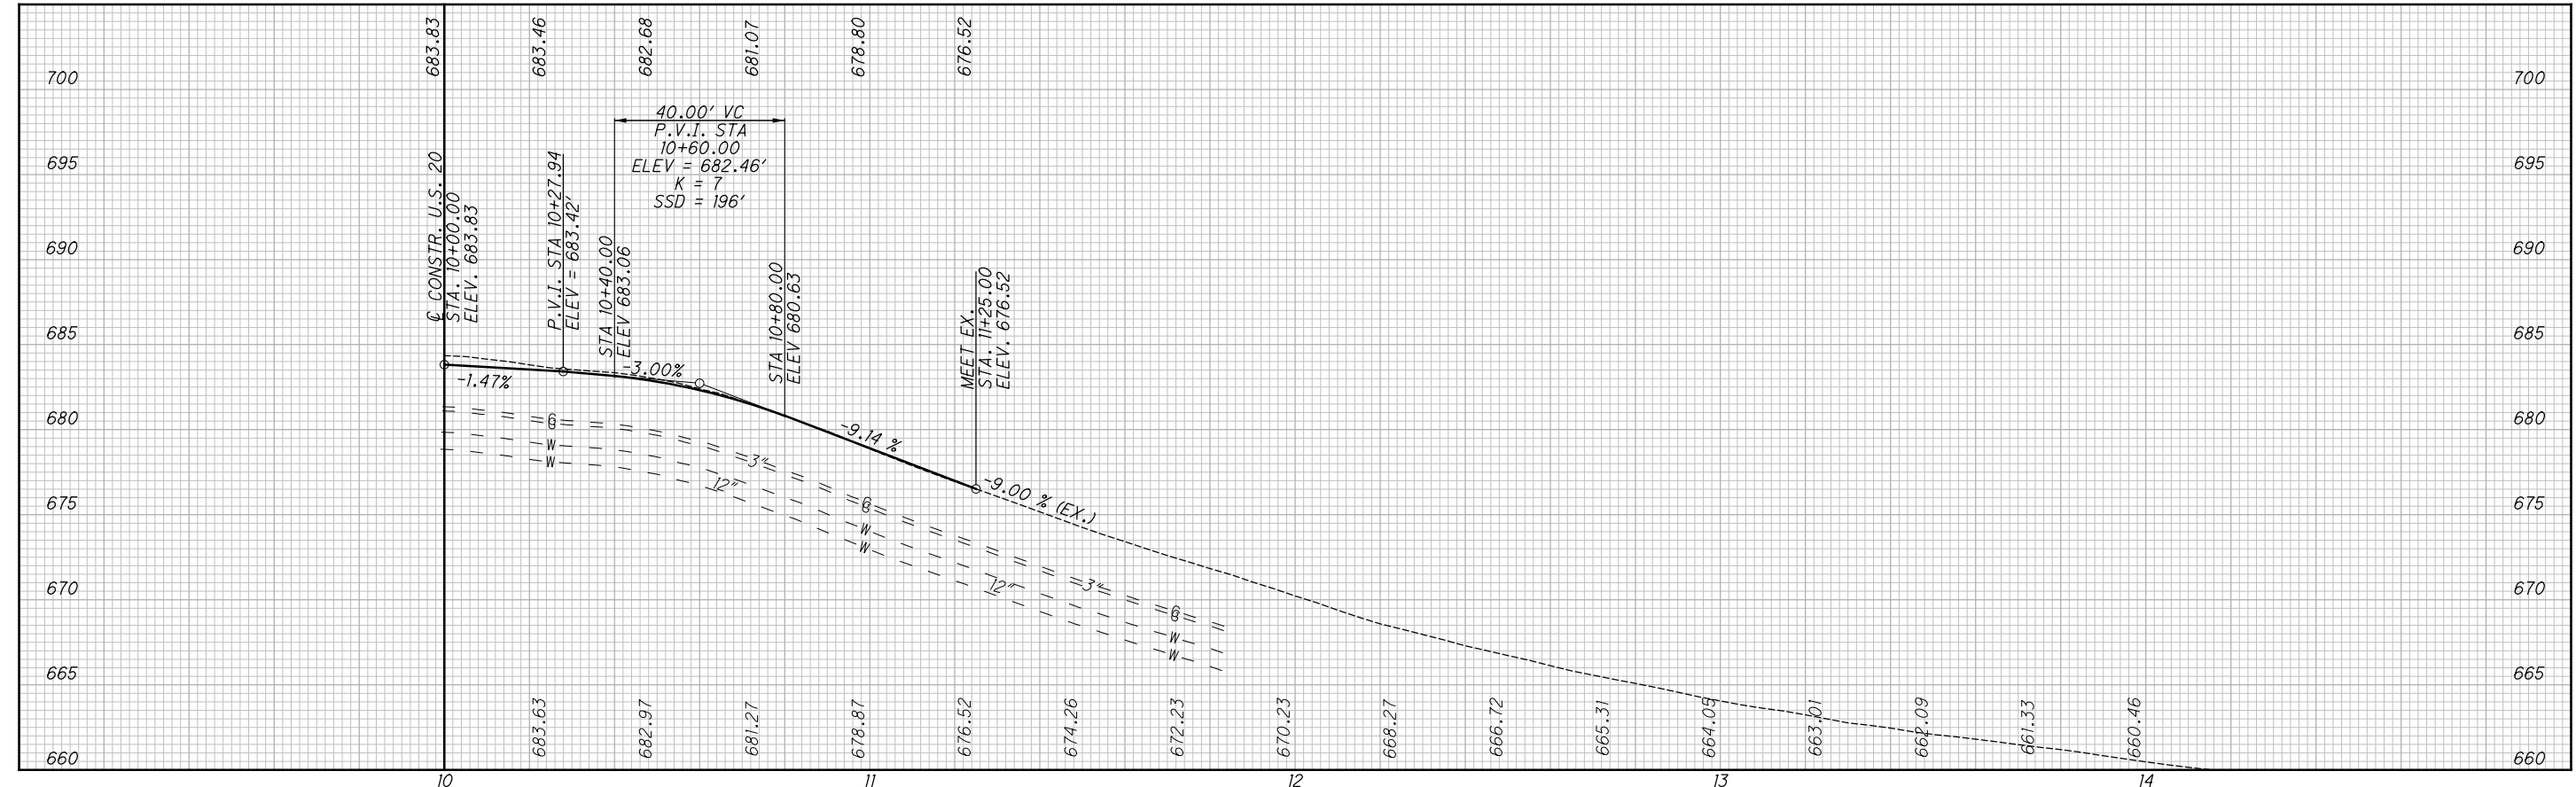 683.83
683.46
682.68
681.07
678.80
676.52
700
700
695
695
690
690
685
685
680
680
675
675
670
670
665
665
660
660
40.00' VC
P.V.I. STA
10+60.00
ELEV = 682.46'
K = 7
SSD = 196'
℄ CONSTR. U.S. 20
STA. 10+00.00
ELEV. 683.83
P.V.I. STA 10+27.94
ELEV = 683.42'
STA 10+40.00
ELEV 683.06
STA 10+80.00
ELEV 680.63
MEET EX.
STA. 11+25.00
ELEV. 676.52
-1.47%
-3.00%
-9.14 %
-9.00 % (EX.)
G
G
W
W
3"
12"
G
G
W
W
3"
12"
G
G
W
W
683.63
682.97
681.27
678.87
676.52
674.26
672.23
670.23
668.27
666.72
665.31
664.05
663.01
662.09
661.33
660.46
10
11
12
13
14